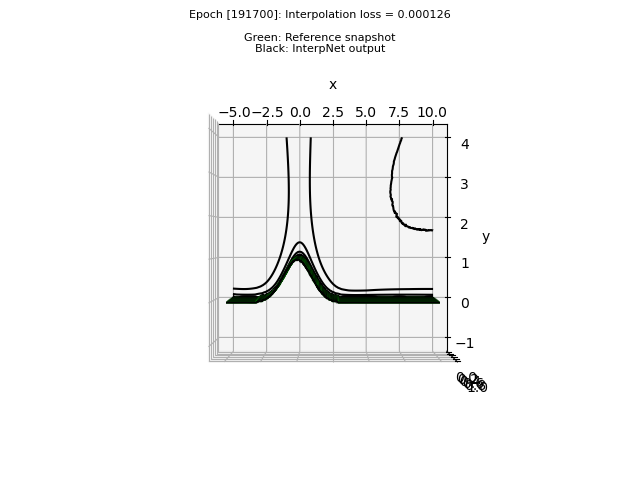 Epoch [191700]: Interpolation loss = 0.000126
Green: Reference snapshot
Black: InterpNet output
x
−5.0 −2.5 0.0 2.5 5.0 7.5 10.0
4
3
2
y
1
0
−1